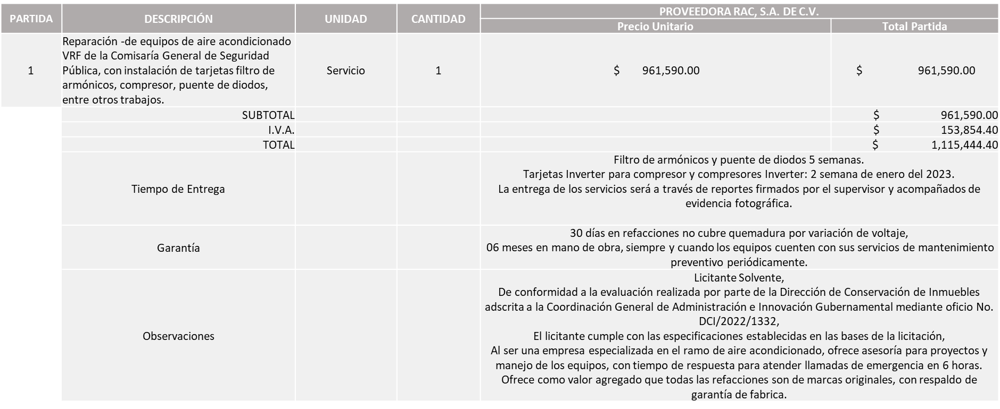 PARTIDA DESCRIPCIÓN UNIDAD CANTIDAD PROVEEDORA RAC, S.A. DE C.V.
Precio Unitario Total Partida
1
Reparación -de equipos de aire acondicionado
VRF de la Comisaría General de Seguridad
Pública, con instalación de tarjetas filtro de
armónicos, compresor, puente de diodos,
entre otros trabajos.
Servicio 1 $ 961,590.00 $ 961,590.00
SUBTOTAL $ 961,590.00
I.V.A. $ 153,854.40
TOTAL $ 1,115,444.40
Tiempo de Entrega
Filtro de armónicos y puente de diodos 5 semanas.
Tarjetas Inverter para compresor y compresores Inverter: 2 semana de enero del 2023.
La entrega de los servicios será a través de reportes firmados por el supervisor y acompañados de
evidencia fotográfica.
Garantía
30 días en refacciones no cubre quemadura por variación de voltaje,
06 meses en mano de obra, siempre y cuando los equipos cuenten con sus servicios de mantenimiento
preventivo periódicamente.
Observaciones
Licitante Solvente,
De conformidad a la evaluación realizada por parte de la Dirección de Conservación de Inmuebles
adscrita a la Coordinación General de Administración e Innovación Gubernamental mediante oficio No.
DCI/2022/1332,
El licitante cumple con las especificaciones establecidas en las bases de la licitación,
Al ser una empresa especializada en el ramo de aire acondicionado, ofrece asesoría para proyectos y
manejo de los equipos, con tiempo de respuesta para atender llamadas de emergencia en 6 horas.
Ofrece como valor agregado que todas las refacciones son de marcas originales, con respaldo de
garantía de fabrica.